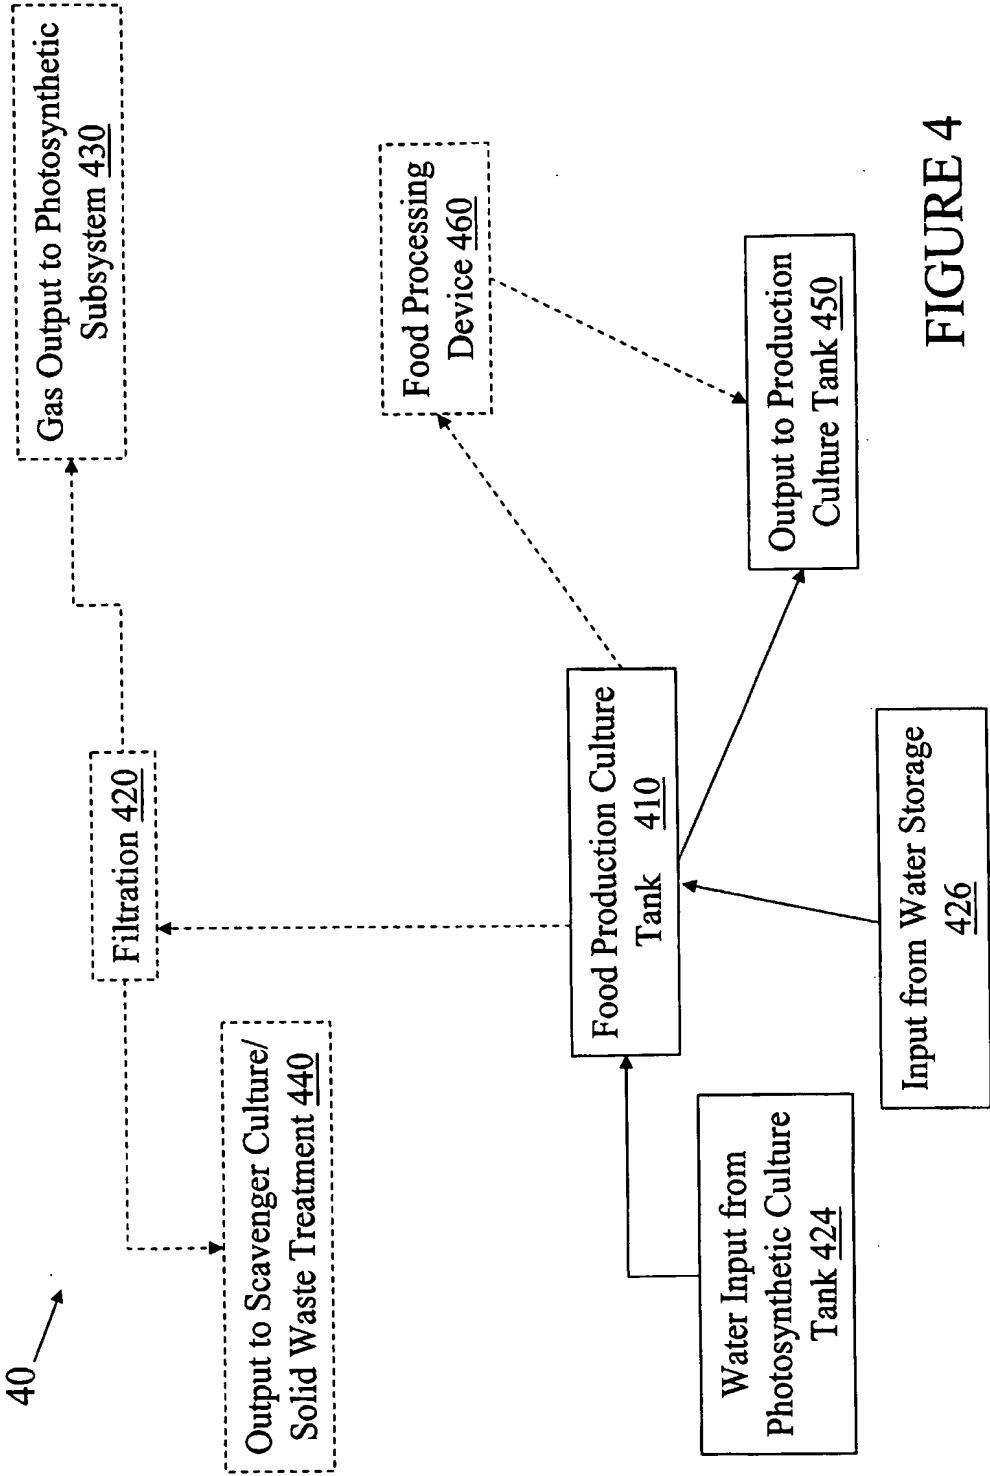 40
Gas Output to Photosynthetic
Subsystem 430
Filtration 420
Output to Scavenger Culture/
Solid Waste Treatment 440
Food Processing
Device 460
Food Production Culture
Tank 410
Output to Production
Culture Tank 450
Water Input from
Photosynthetic Culture
Tank 424
Input from Water Storage
426
FIGURE 4